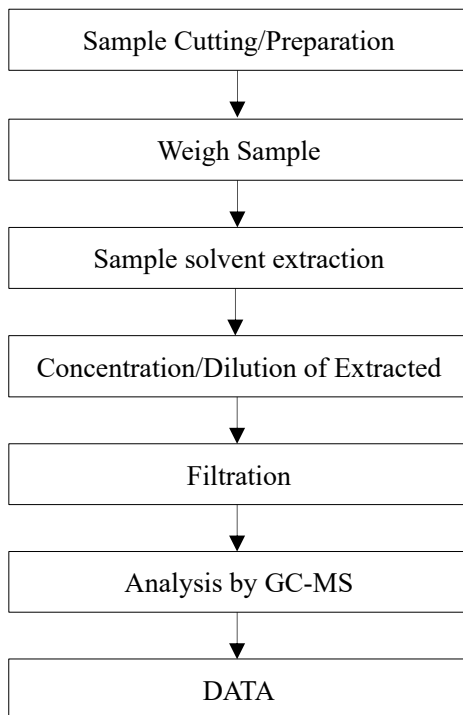 Sample Cutting/Preparation
Weigh Sample
Sample solvent extraction
Concentration/Dilution of Extracted
Filtration
Analysis by GC-MS
DATA